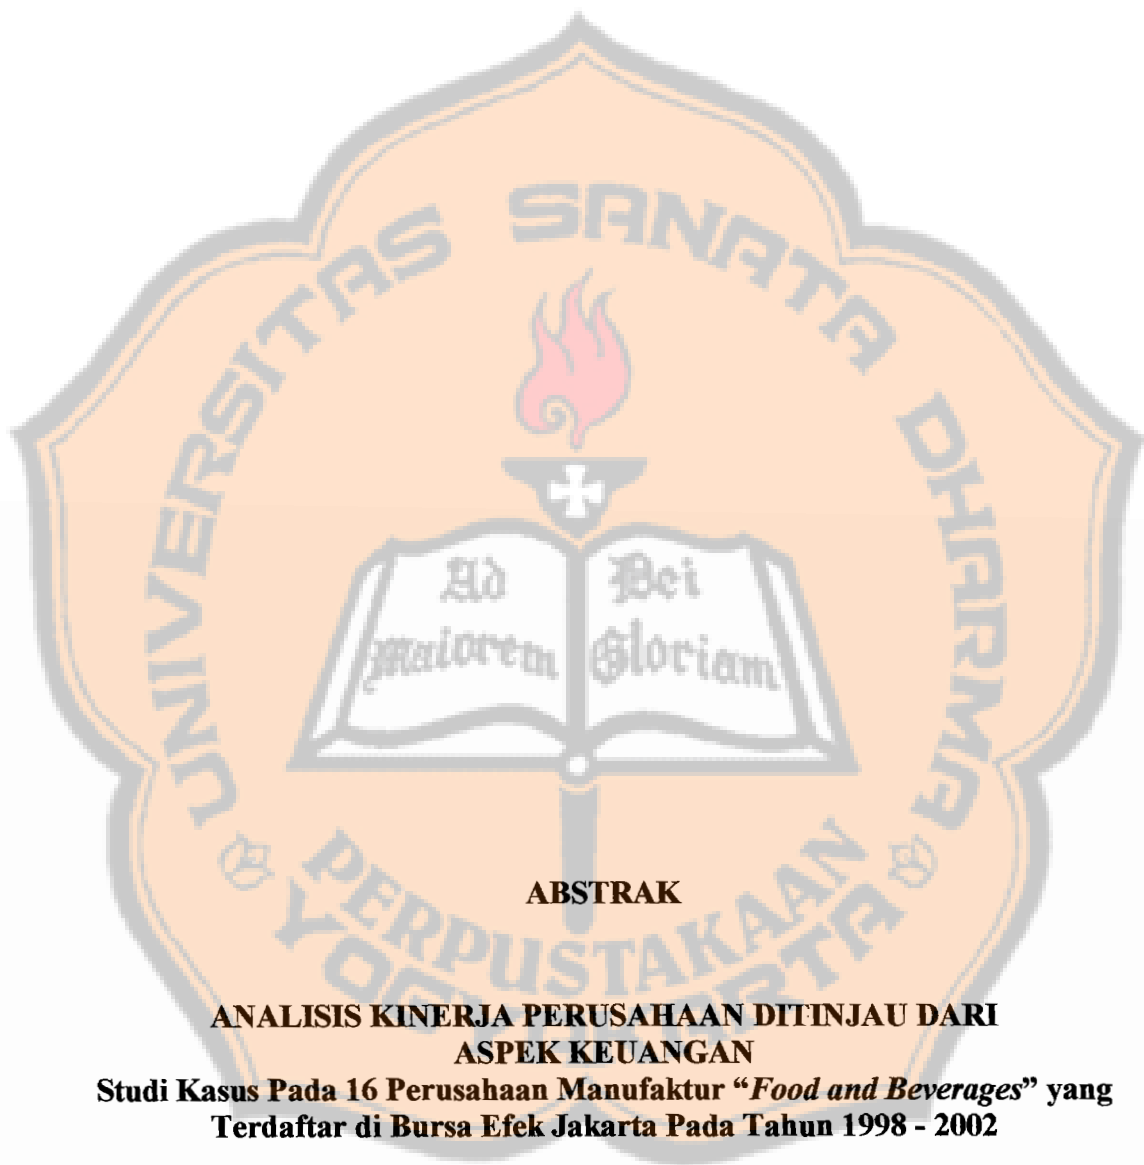 UNIVERSITAS SANATA DHARMA
Ad Dei
Maiorem Gloriam
PERPUSTAKAAN
YOGYAKARTA
ABSTRAK
ANALISIS KINERJA PERUSAHAAN DITINJAU DARI
ASPEK KEUANGAN
Studi Kasus Pada 16 Perusahaan Manufaktur “Food and Beverages” yang
Terdaftar di Bursa Efek Jakarta Pada Tahun 1998 - 2002